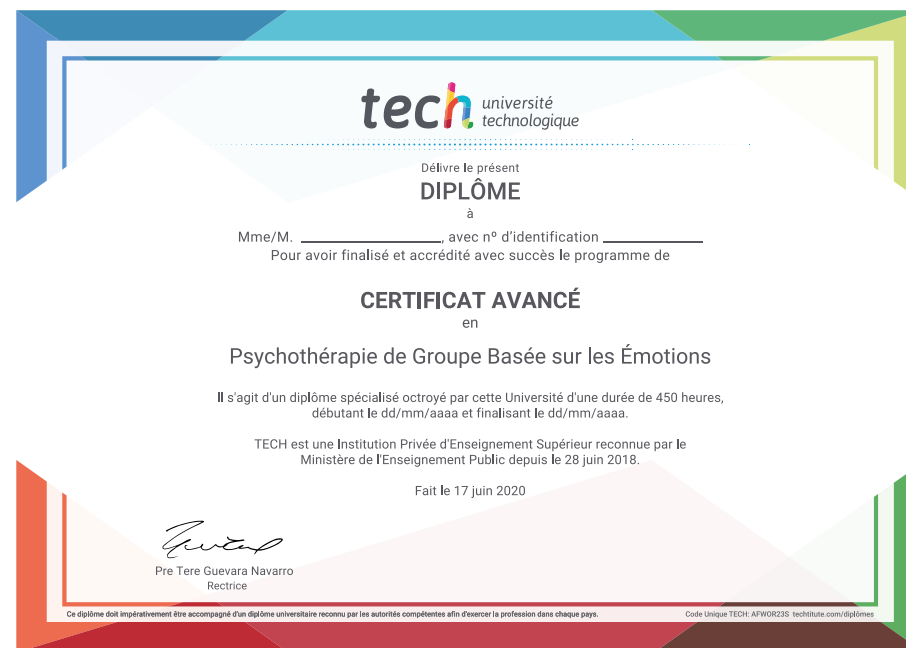 tech université
technologique
Délivre le présent
DIPLÔME
à
Mme/M. ____________________, avec nº d'identification ______________
Pour avoir finalisé et accrédité avec succès le programme de
CERTIFICAT AVANCÉ
en
Psychothérapie de Groupe Basée sur les Émotions
Il s'agit d'un diplôme spécialisé octroyé par cette Université d'une durée de 450 heures,
débutant le dd/mm/aaaa et finalisant le dd/mm/aaaa.
TECH est une Institution Privée d'Enseignement Supérieur reconnue par le
Ministère de l'Enseignement Public depuis le 28 juin 2018.
Fait le 17 juin 2020
Pre Tere Guevara Navarro
Rectrice
Ce diplôme doit impérativement être accompagné d'un diplôme universitaire reconnu par les autorités compétentes afin d'exercer la profession dans chaque pays.
Code Unique TECH: AFWOR23S techtitute.com/diplômes